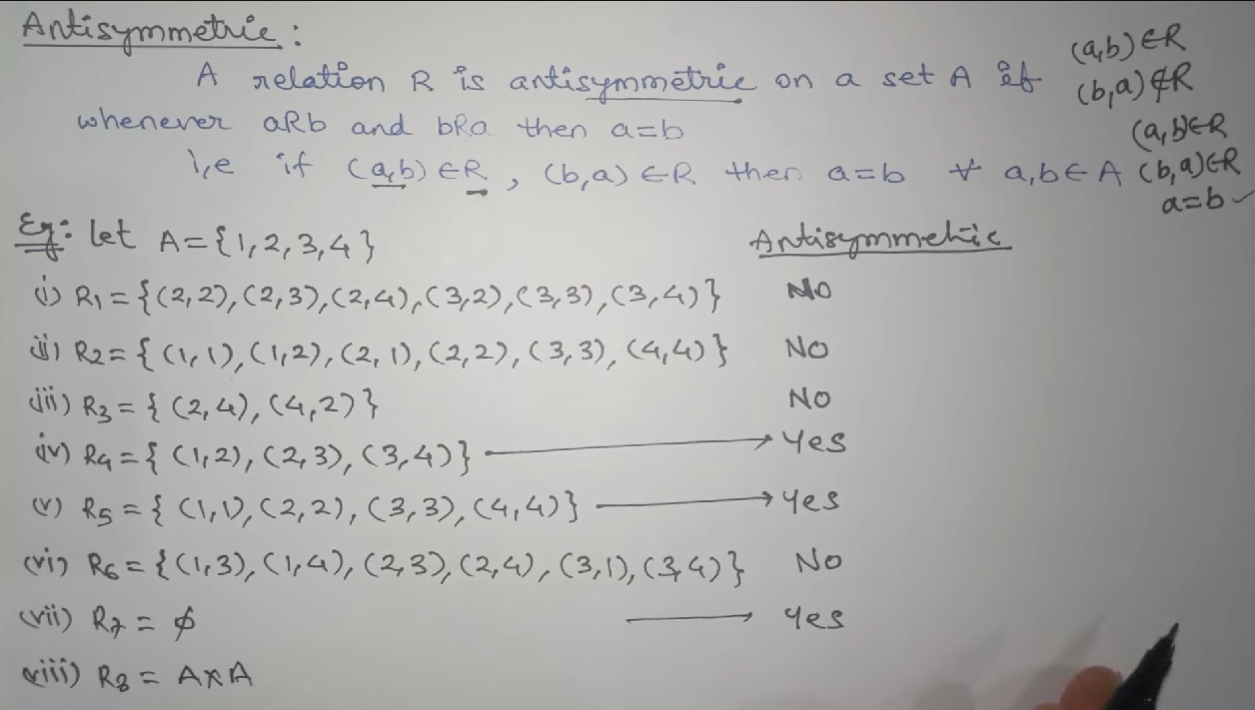 Antisymmetric:
A relation R is antisymmetric on a set A if
whenever aRb and bRa then a=b
i,e if (a,b) ∈R, (b,a) ∈R then a=b ∀ a,b∈A
(a,b)∈R
(b,a)∉R
(a,b)∈R
(b,a)∈R
a=b✓
Eg: let A={1,2,3,4} Antisymmetric
(i) R1={(2,2),(2,3),(2,4),(3,2),(3,3),(3,4)} NO
(ii) R2={(1,1),(1,2),(2,1),(2,2),(3,3),(4,4)} NO
(iii) R3={(2,4),(4,2)} NO
(iv) R4={(1,2),(2,3),(3,4)} → Yes
(v) R5={(1,1),(2,2),(3,3),(4,4)} → Yes
(vi) R6={(1,3),(1,4),(2,3),(2,4),(3,1),(3,4)} No
(vii) R7=ϕ → Yes
(viii) R8=A×A